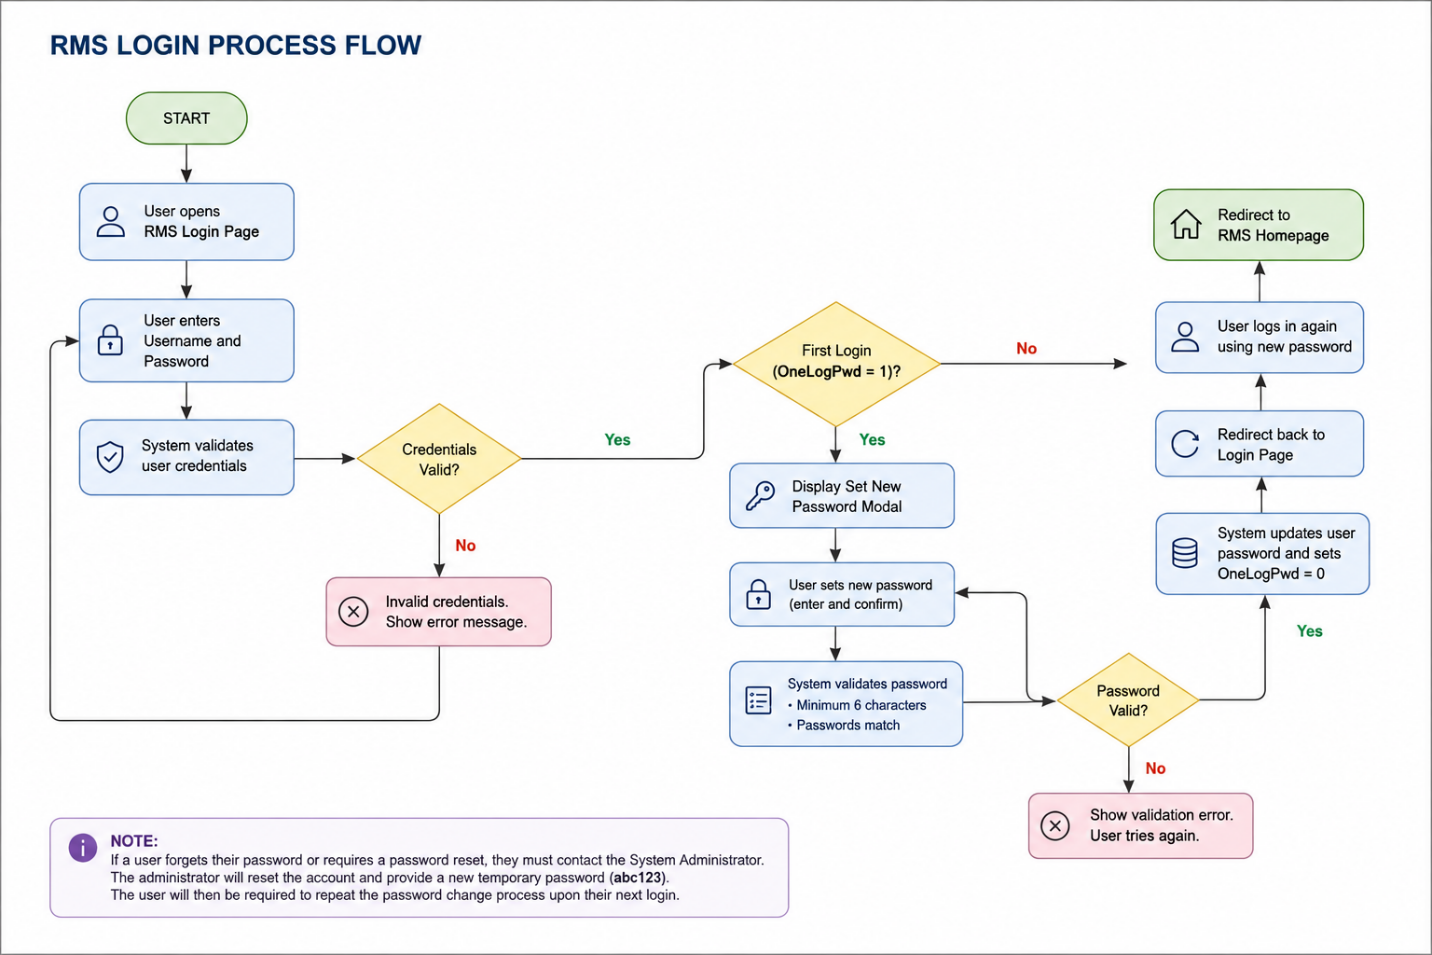 RMS LOGIN PROCESS FLOW
START
User opens
RMS Login Page
User enters
Username and
Password
System validates
user credentials
Credentials
Valid?
Yes
No
Invalid credentials.
Show error message.
First Login
(OneLogPwd = 1)?
No
Yes
Display Set New
Password Modal
User sets new password
(enter and confirm)
System validates password
• Minimum 6 characters
• Passwords match
Password
Valid?
No
Show validation error.
User tries again.
Yes
System updates user
password and sets
OneLogPwd = 0
Redirect back to
Login Page
User logs in again
using new password
Redirect to
RMS Homepage
i
NOTE:
If a user forgets their password or requires a password reset, they must contact the System Administrator.
The administrator will reset the account and provide a new temporary password (abc123).
The user will then be required to repeat the password change process upon their next login.